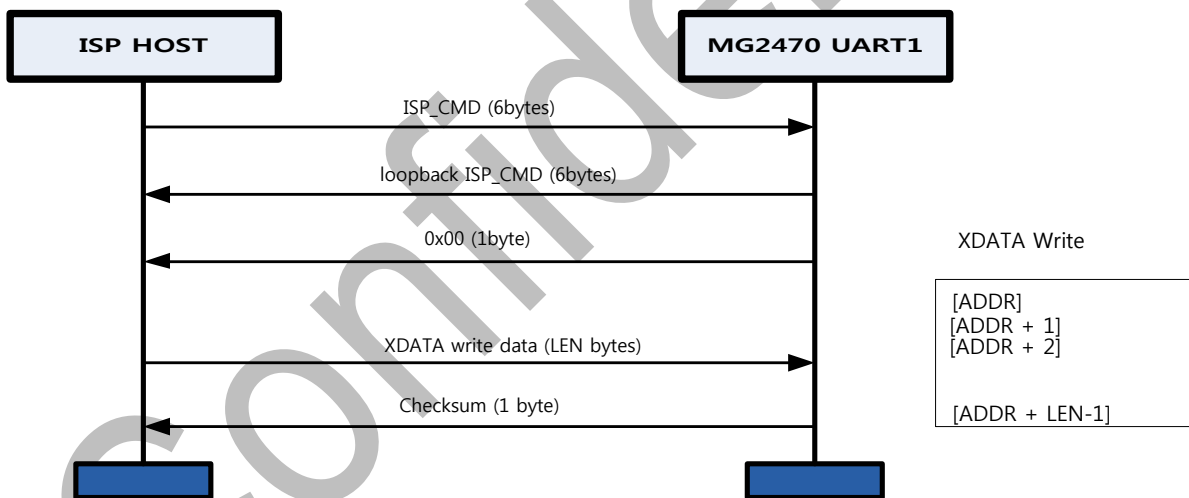 ISP HOST
MG2470 UART1
ISP_CMD (6bytes)
loopback ISP_CMD (6bytes)
0x00 (1byte)
XDATA write data (LEN bytes)
Checksum (1 byte)
XDATA Write
[ADDR]
[ADDR + 1]
[ADDR + 2]
[ADDR + LEN-1]
Confide